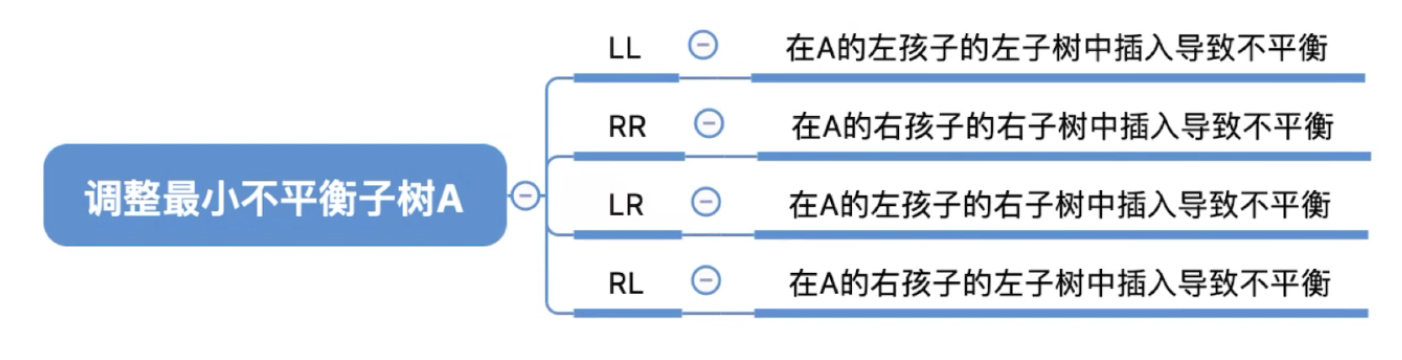 调整最小不平衡子树A
LL
在A的左孩子的左子树中插入导致不平衡
RR
在A的右孩子的右子树中插入导致不平衡
LR
在A的左孩子的右子树中插入导致不平衡
RL
在A的右孩子的左子树中插入导致不平衡